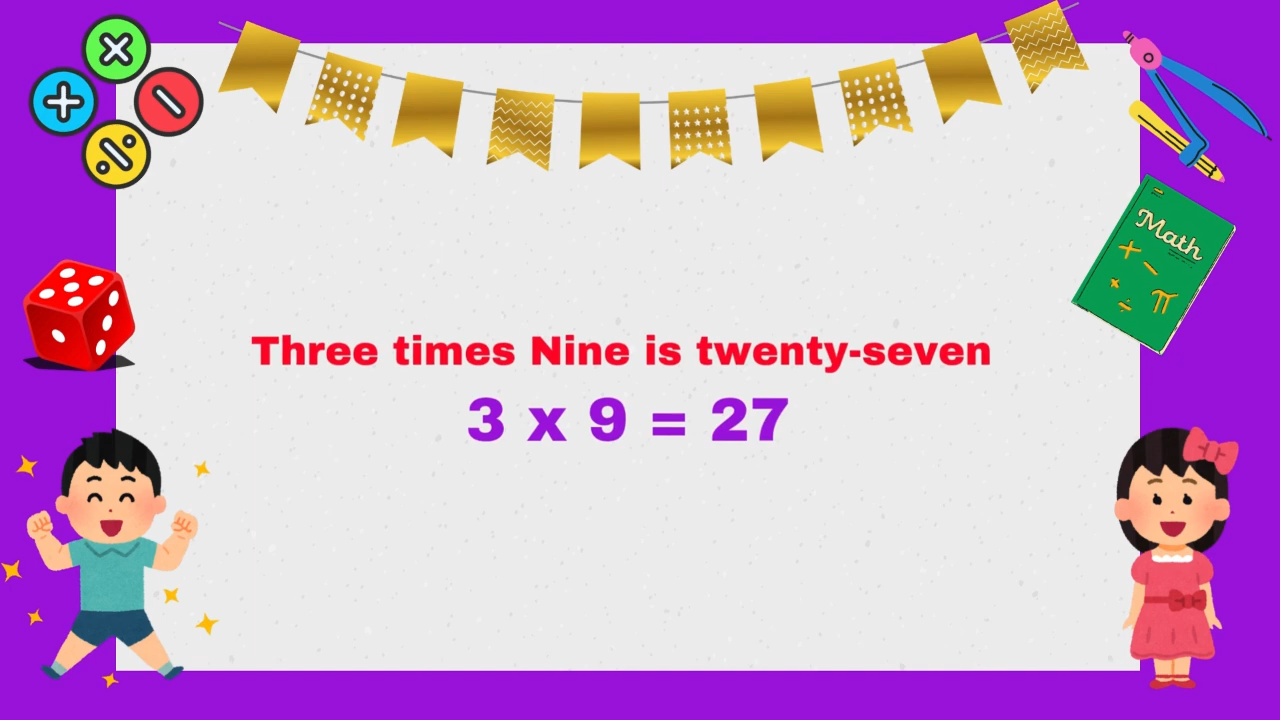 Math
Three times Nine is twenty-seven
3 x 9 = 27